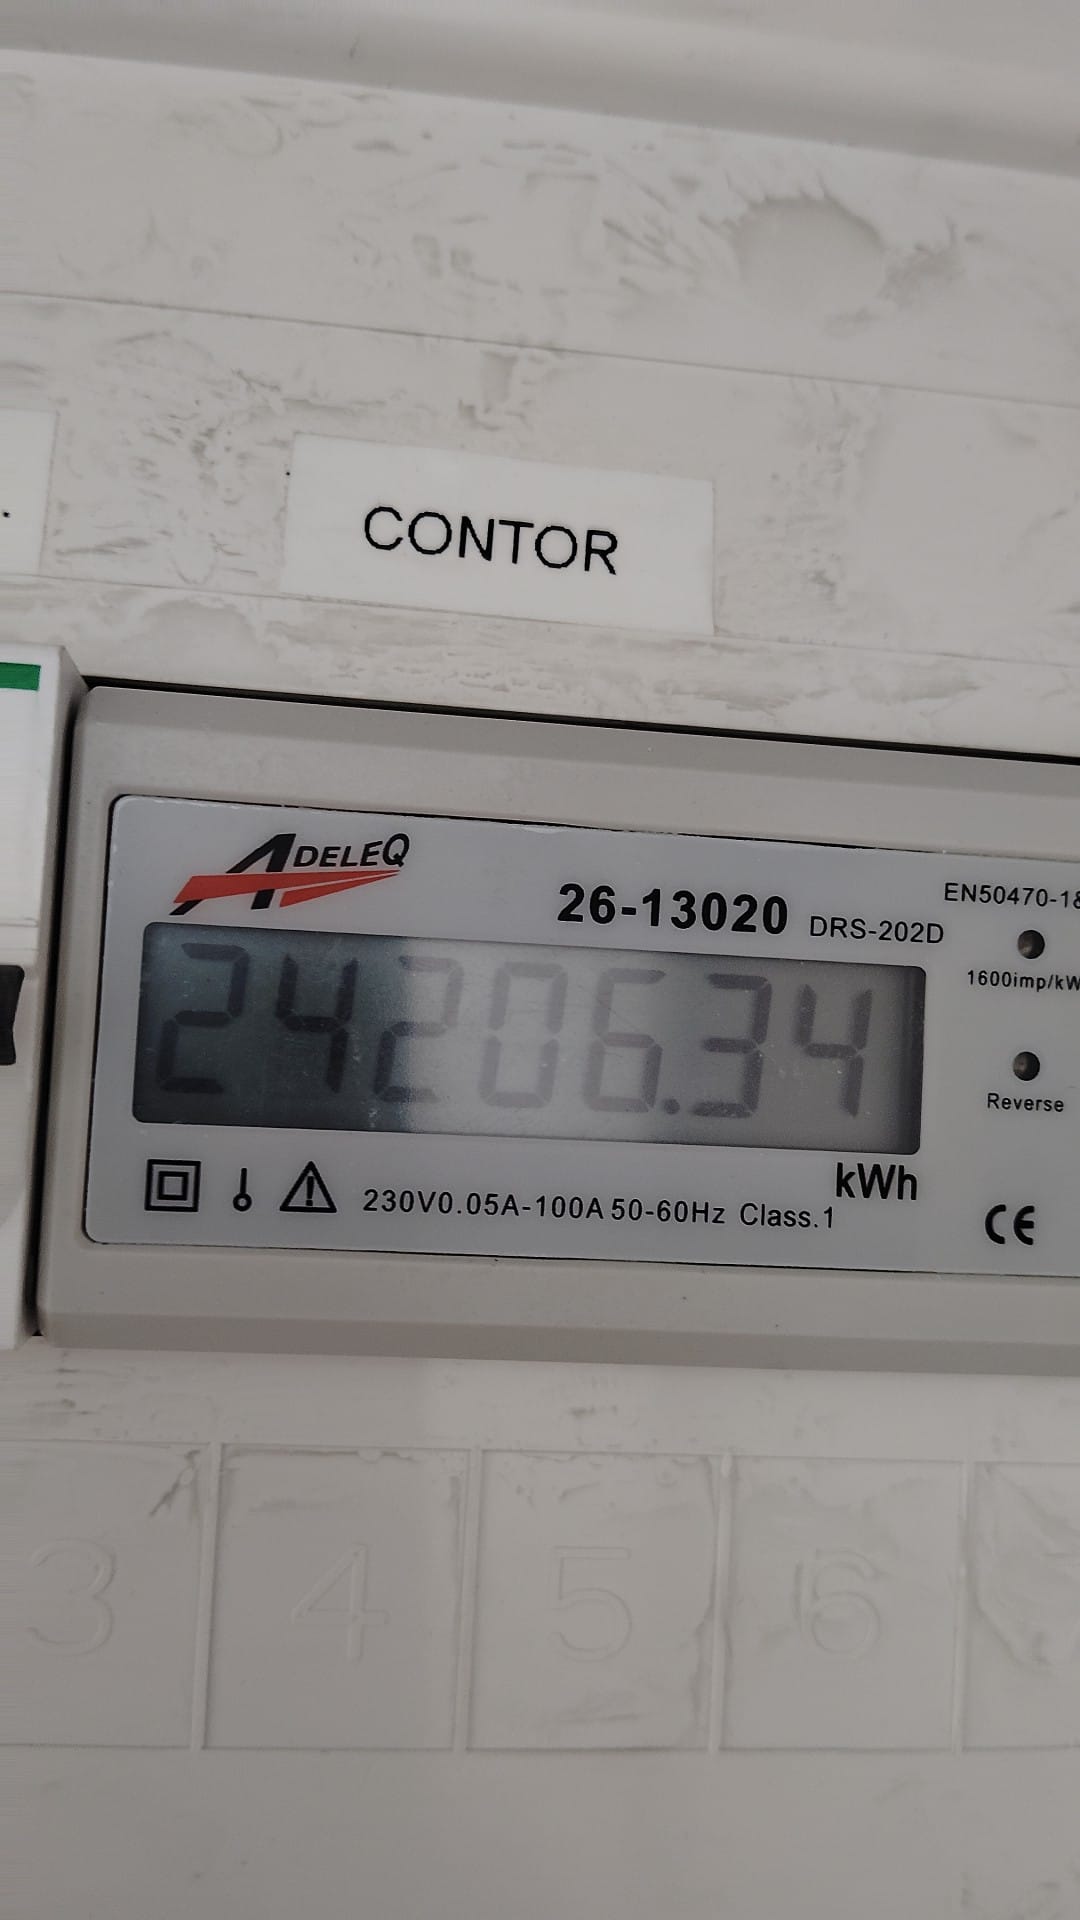 CONTOR
ADELEQ
26-13020 DRS-202D
EN50470-1&
1600imp/kW
24206.34
Reverse
kWh
230V0.05A-100A 50-60Hz Class.1
CE
3 4 5 6